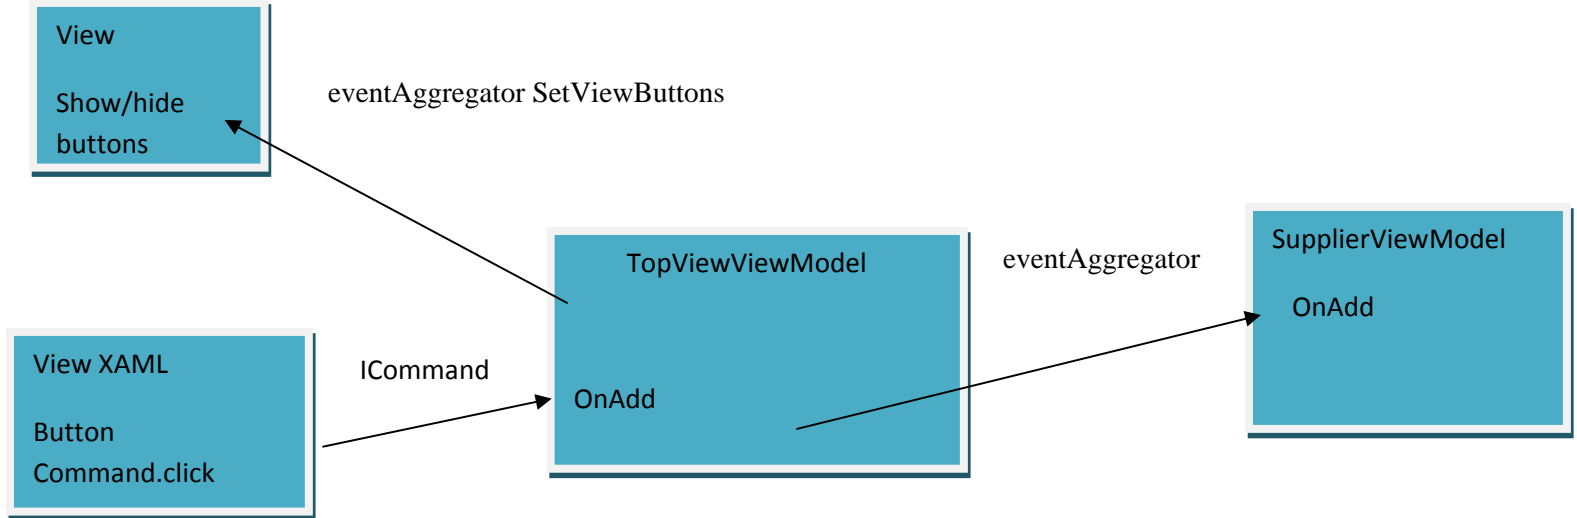 View
Show/hide
buttons
eventAggregator SetViewButtons
TopViewViewModel
OnAdd
eventAggregator
SupplierViewModel
OnAdd
View XAML
Button
Command.click
ICommand